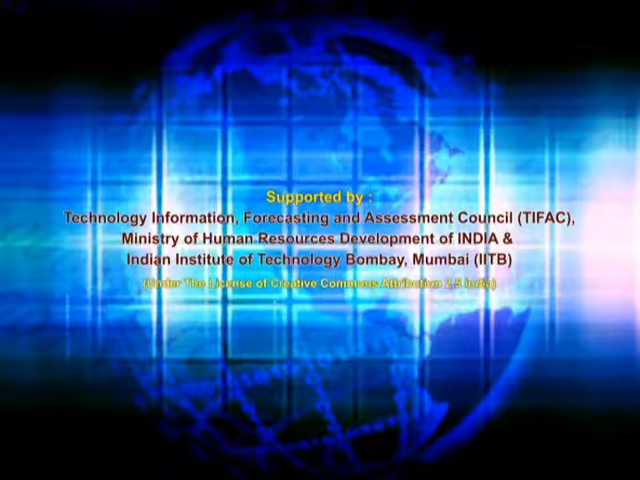 Supported by :
Technology Information, Forecasting and Assessment Council (TIFAC),
Ministry of Human Resources Development of INDIA &
Indian Institute of Technology Bombay, Mumbai (IITB)
(Under The License of Creative Commons Attribution 2.5 India)